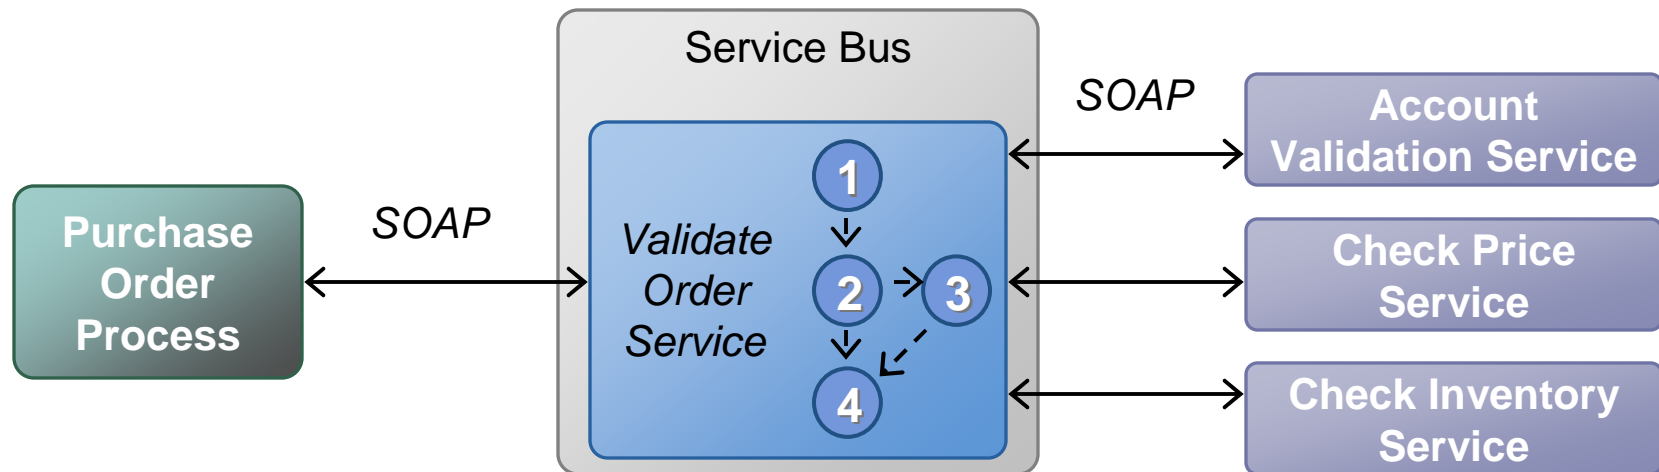 Service Bus
SOAP
Account
Validation Service
1
Purchase
Order
Process
SOAP
Validate
Order
Service
2
3
Check Price
Service
4
Check Inventory
Service